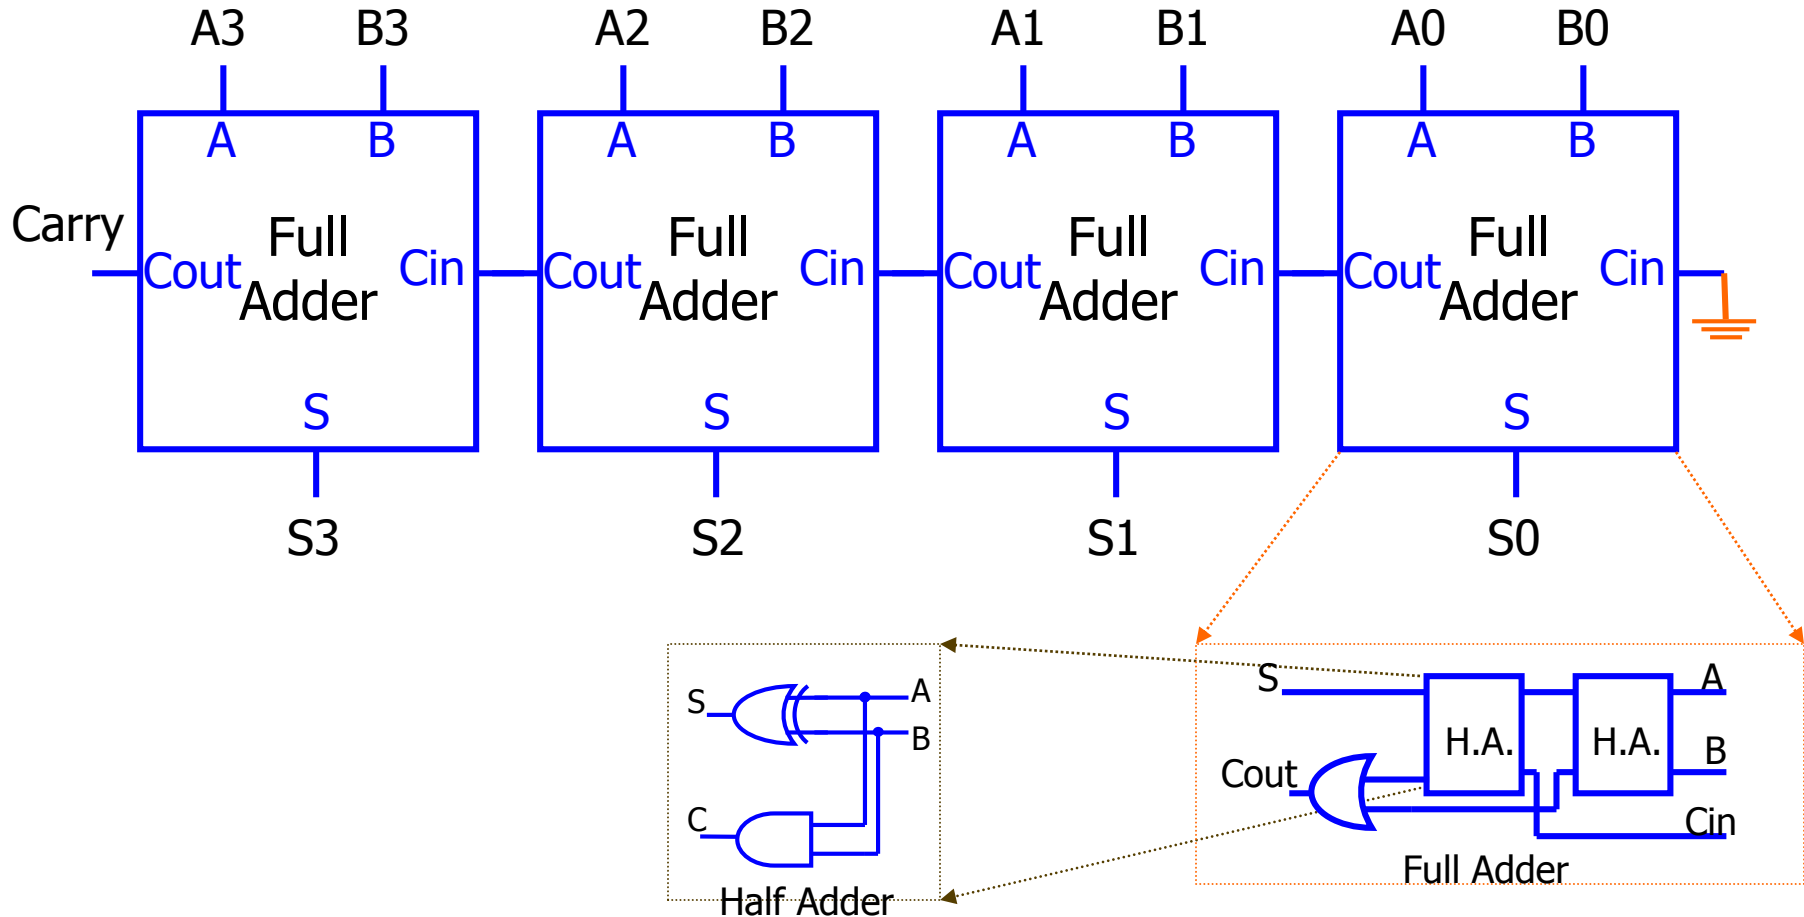 A3 B3 A2 B2 A1 B1 A0 B0
A B A B A B A B
Carry
Full Full Full Full
Cout Cin Cout Cin Cout Cin Cout Cin
Adder Adder Adder Adder
S S S S
S3 S2 S1 S0
S A
S A
B H.A. H.A. B
Cout
C Cin
Full Adder
Half Adder